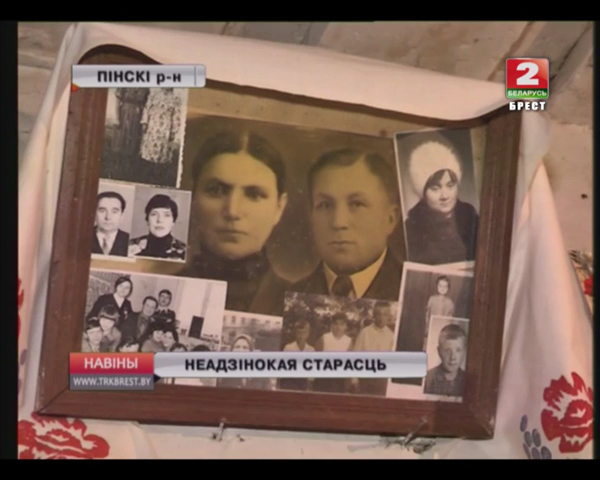 ПІНСКІ р-н
2
БЕЛАРУСЬ
БРЕСТ
НАВІНЫ
НЕАДЗІНОКАЯ СТАРАСЦЬ
WWW.TRKBREST.BY